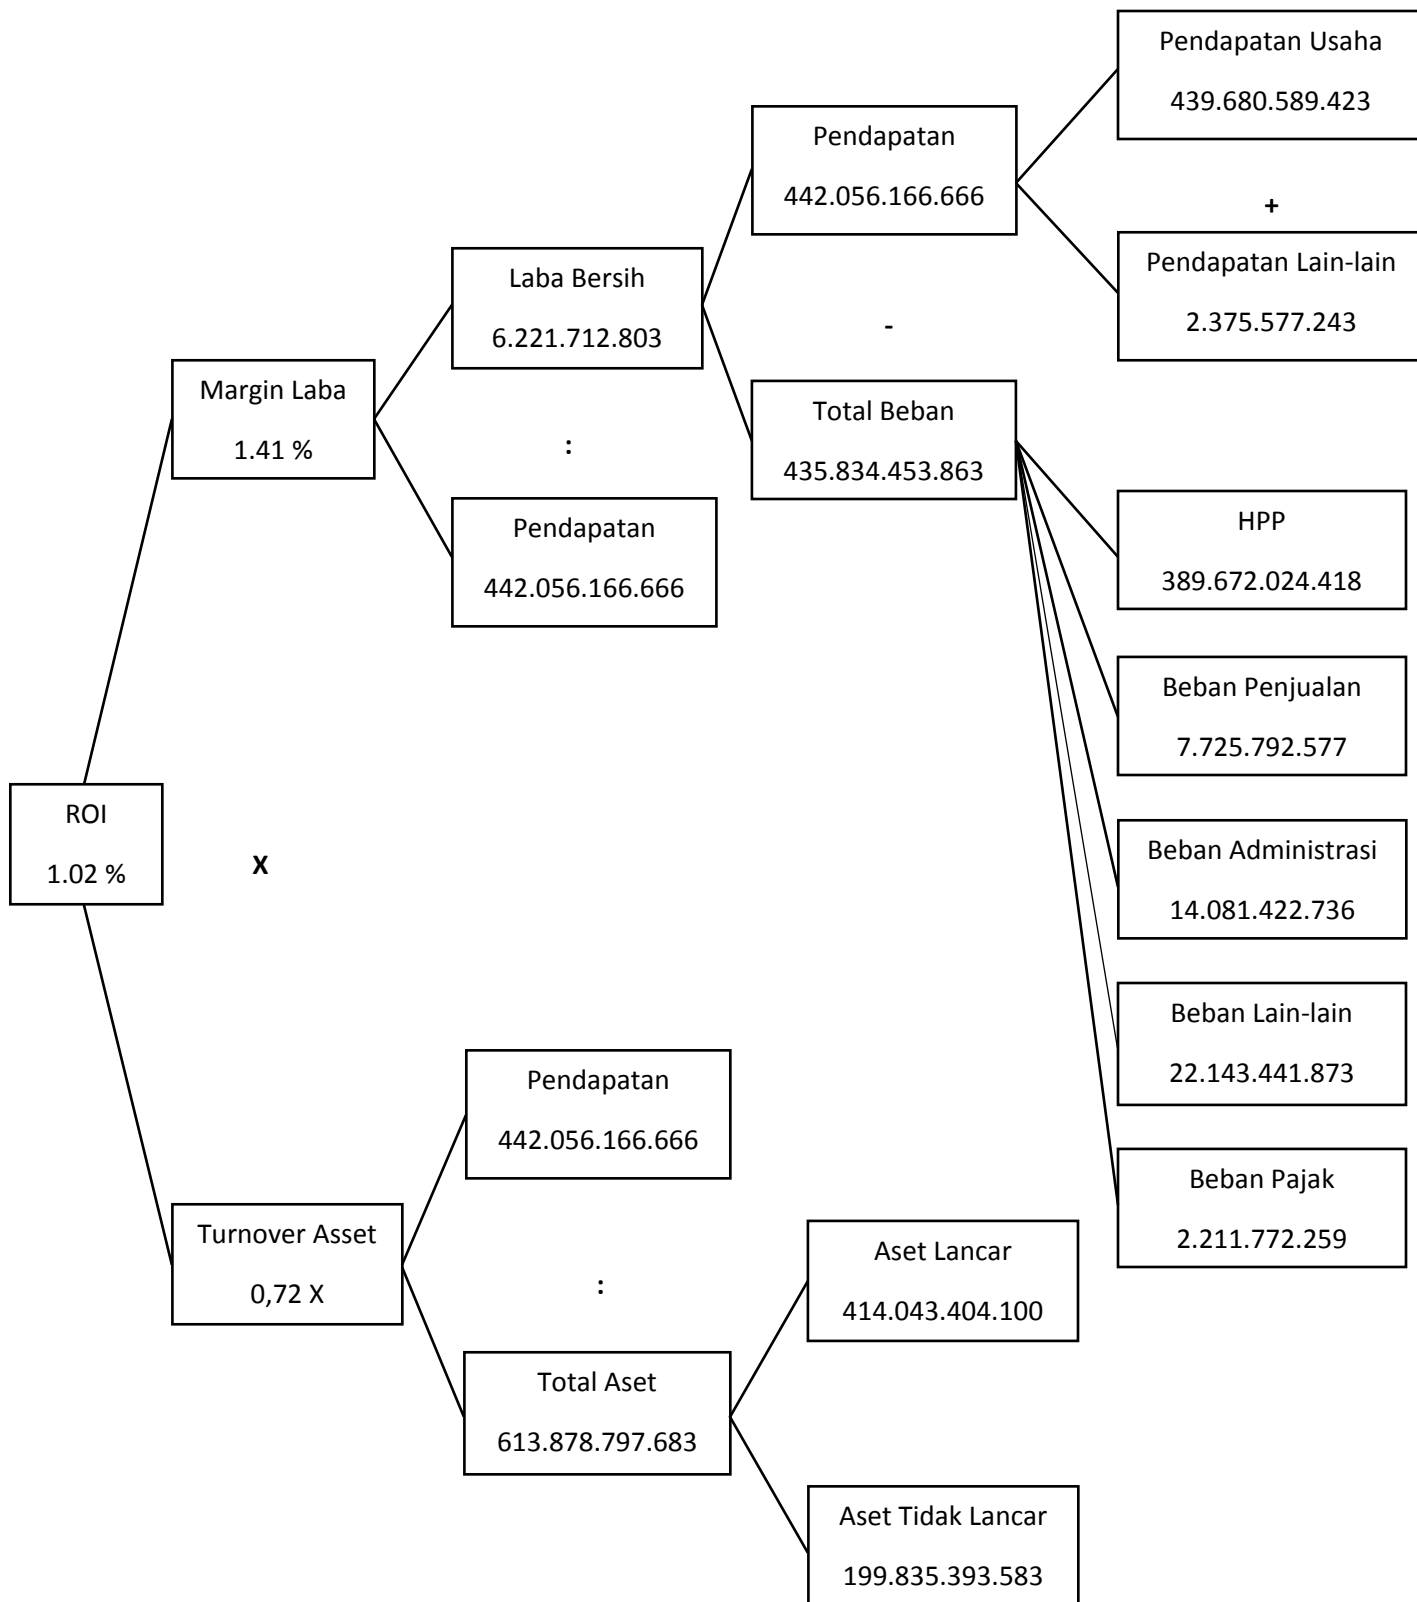 Pendapatan Usaha
439.680.589.423
+
Pendapatan Lain-lain
2.375.577.243
Pendapatan
442.056.166.666
-
Total Beban
435.834.453.863
Laba Bersih
6.221.712.803
:
Pendapatan
442.056.166.666
Margin Laba
1.41 %
HPP
389.672.024.418
Beban Penjualan
7.725.792.577
Beban Administrasi
14.081.422.736
Beban Lain-lain
22.143.441.873
Beban Pajak
2.211.772.259
ROI
1.02 %
X
Pendapatan
442.056.166.666
:
Total Aset
613.878.797.683
Turnover Asset
0,72 X
Aset Lancar
414.043.404.100
Aset Tidak Lancar
199.835.393.583